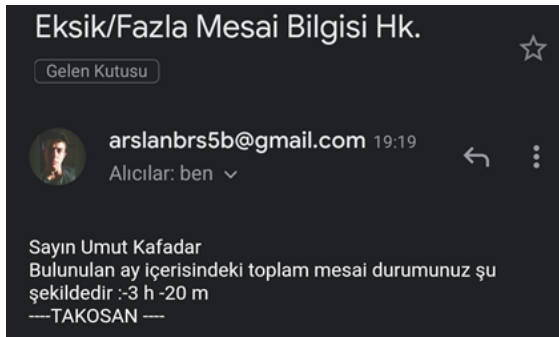 Eksik/Fazla Mesai Bilgisi Hk.
Gelen Kutusu
arslanbrs5b@gmail.com 19:19
Alıcılar: ben
Sayın Umut Kafadar
Bulunulan ay içerisindeki toplam mesai durumunuz şu
şekildedir :-3 h -20 m
----TAKOSAN ----